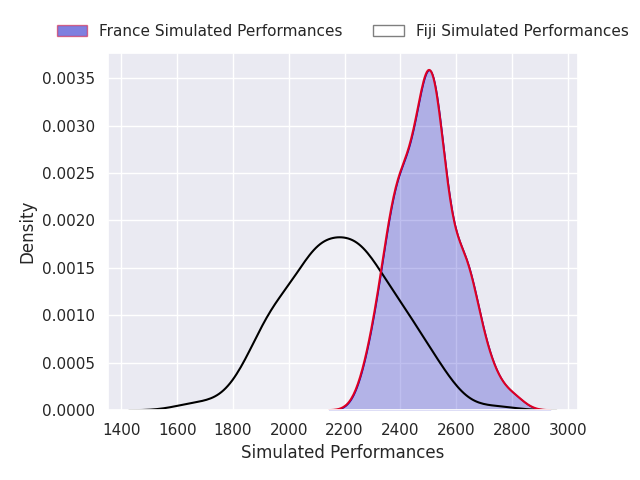 France Simulated Performances Fiji Simulated Performances
0.0035
0.0030
0.0025
0.0020
0.0015
0.0010
0.0005
0.0000
Density
1400 1600 1800 2000 2200 2400 2600 2800 3000
Simulated Performances